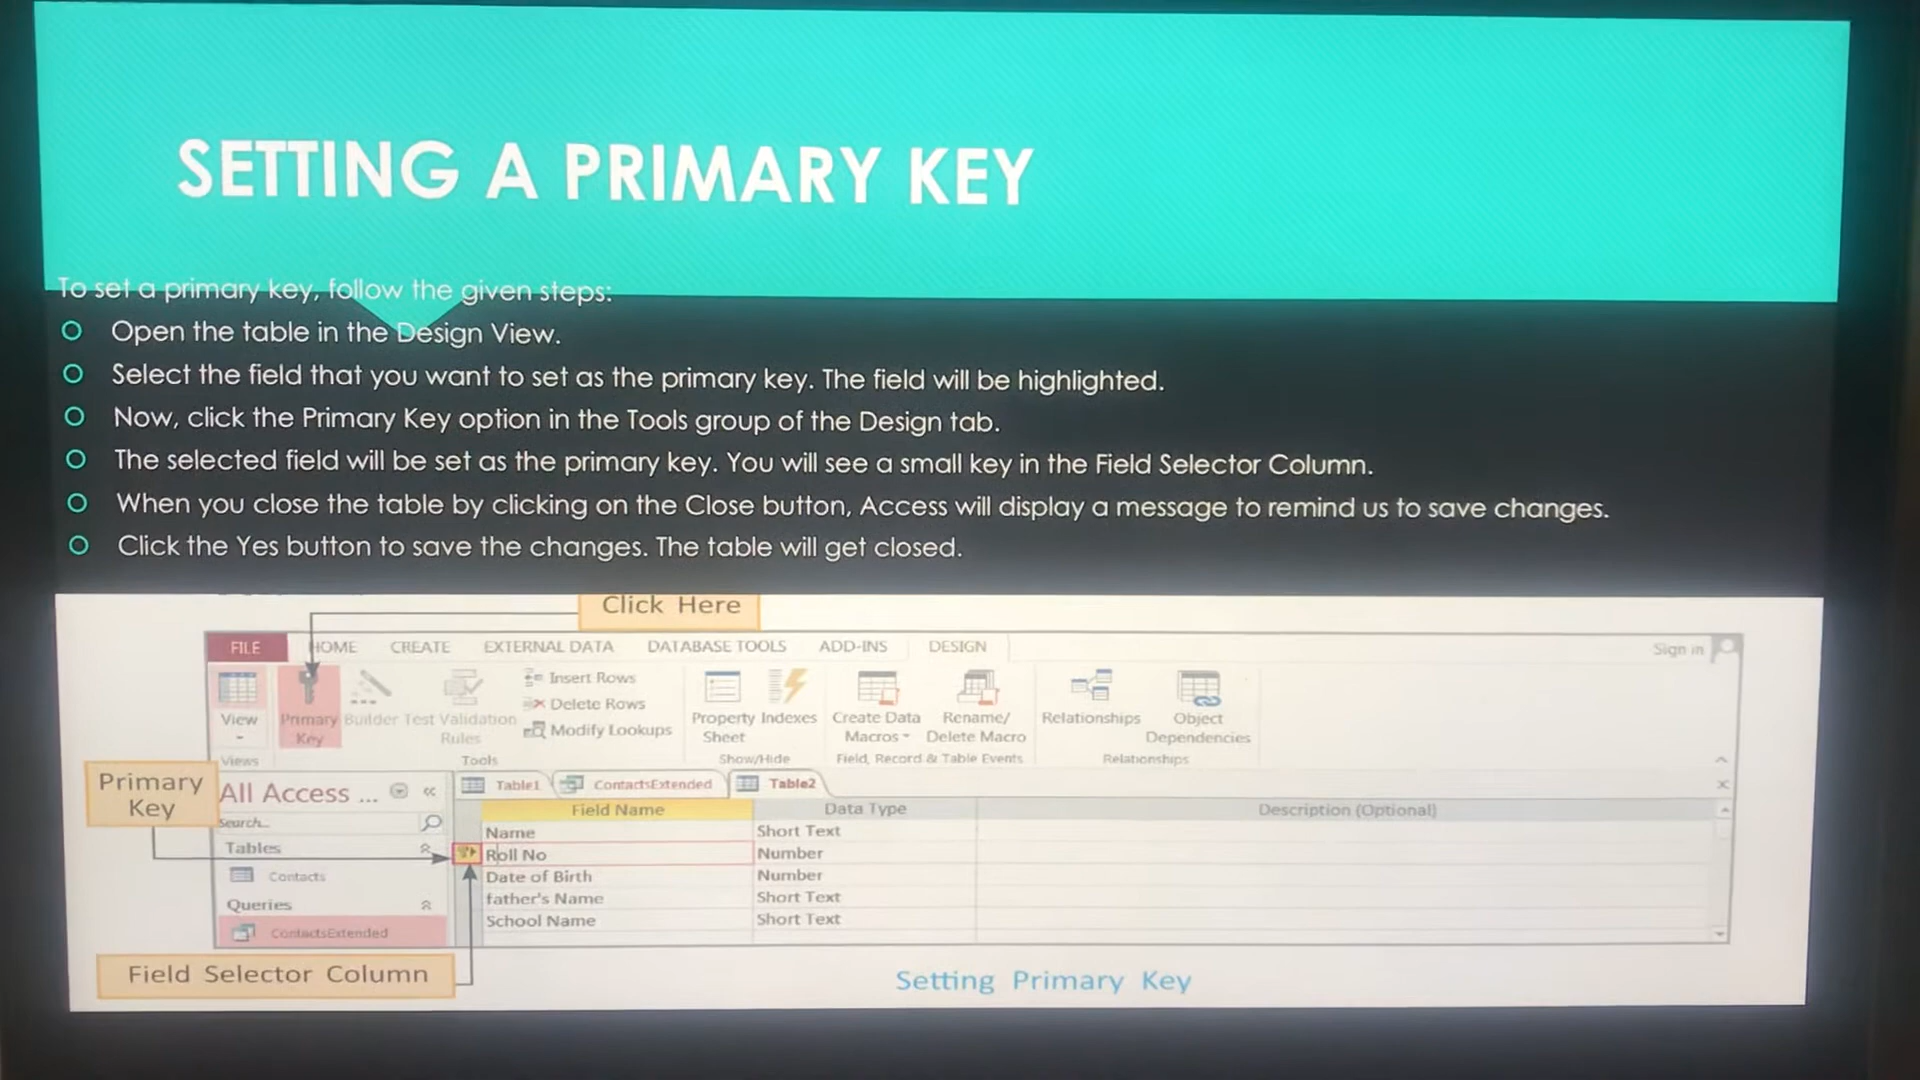 SETTING A PRIMARY KEY
To set a primary key, follow the given steps:
Open the table in the Design View.
Select the field that you want to set as the primary key. The field will be highlighted.
Now, click the Primary Key option in the Tools group of the Design tab.
The selected field will be set as the primary key. You will see a small key in the Field Selector Column.
When you close the table by clicking on the Close button, Access will display a message to remind us to save changes.
Click the Yes button to save the changes. The table will get closed.
Click Here
FILE HOME CREATE EXTERNAL DATA DATABASE TOOLS ADD-INS DESIGN Sign in
View
Primary Key
Builder
Test Validation Rules
Insert Rows
Delete Rows
Modify Lookups
Property Sheet
Indexes
Create Data Macros
Rename/ Delete Macro
Relationships
Object Dependencies
Views Tools Show/Hide Field, Record & Table Events Relationships
Primary Key
All Access ...
Search...
Tables
Contacts
Queries
ContactsExtended
Table1 ContactsExtended Table2
Field Name Data Type Description (Optional)
Name Short Text
Roll No Number
Date of Birth Number
father's Name Short Text
School Name Short Text
Field Selector Column
Setting Primary Key